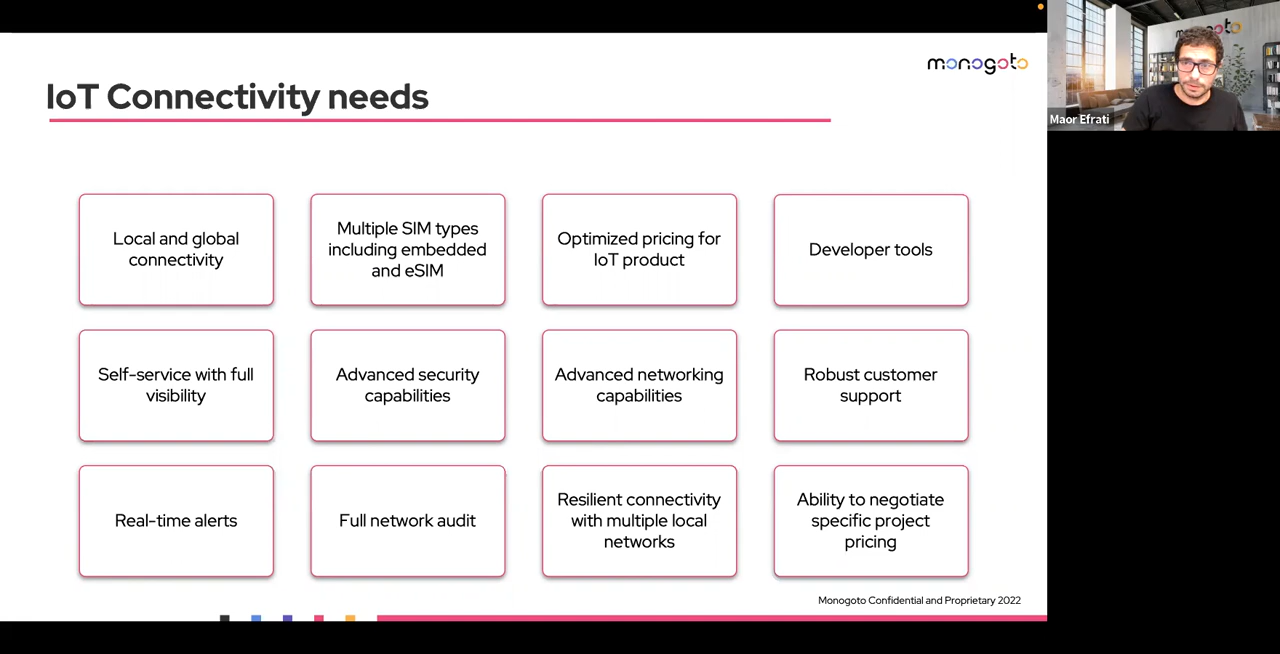 monogoto
IoT Connectivity needs
Maor Efrati
Local and global
connectivity
Multiple SIM types
including embedded
and eSIM
Optimized pricing for
IoT product
Developer tools
Self-service with full
visibility
Advanced security
capabilities
Advanced networking
capabilities
Robust customer
support
Real-time alerts
Full network audit
Resilient connectivity
with multiple local
networks
Ability to negotiate
specific project
pricing
Monogoto Confidential and Proprietary 2022